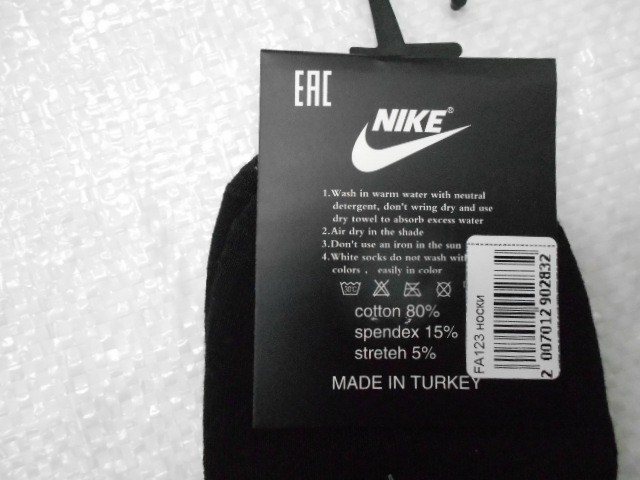 EAC
NIKE®
1.Wash in warm water with neutral
detergent, don't wring dry and use
dry towel to absorb excess water
2.Air dry in the shade
3.Don't use an iron in the sun
4.White socks do not wash with
colors , easily in color
30°C
cotton 80%
spendex 15%
streteh 5%
MADE IN TURKEY
FA123 носки
2 007012 902832